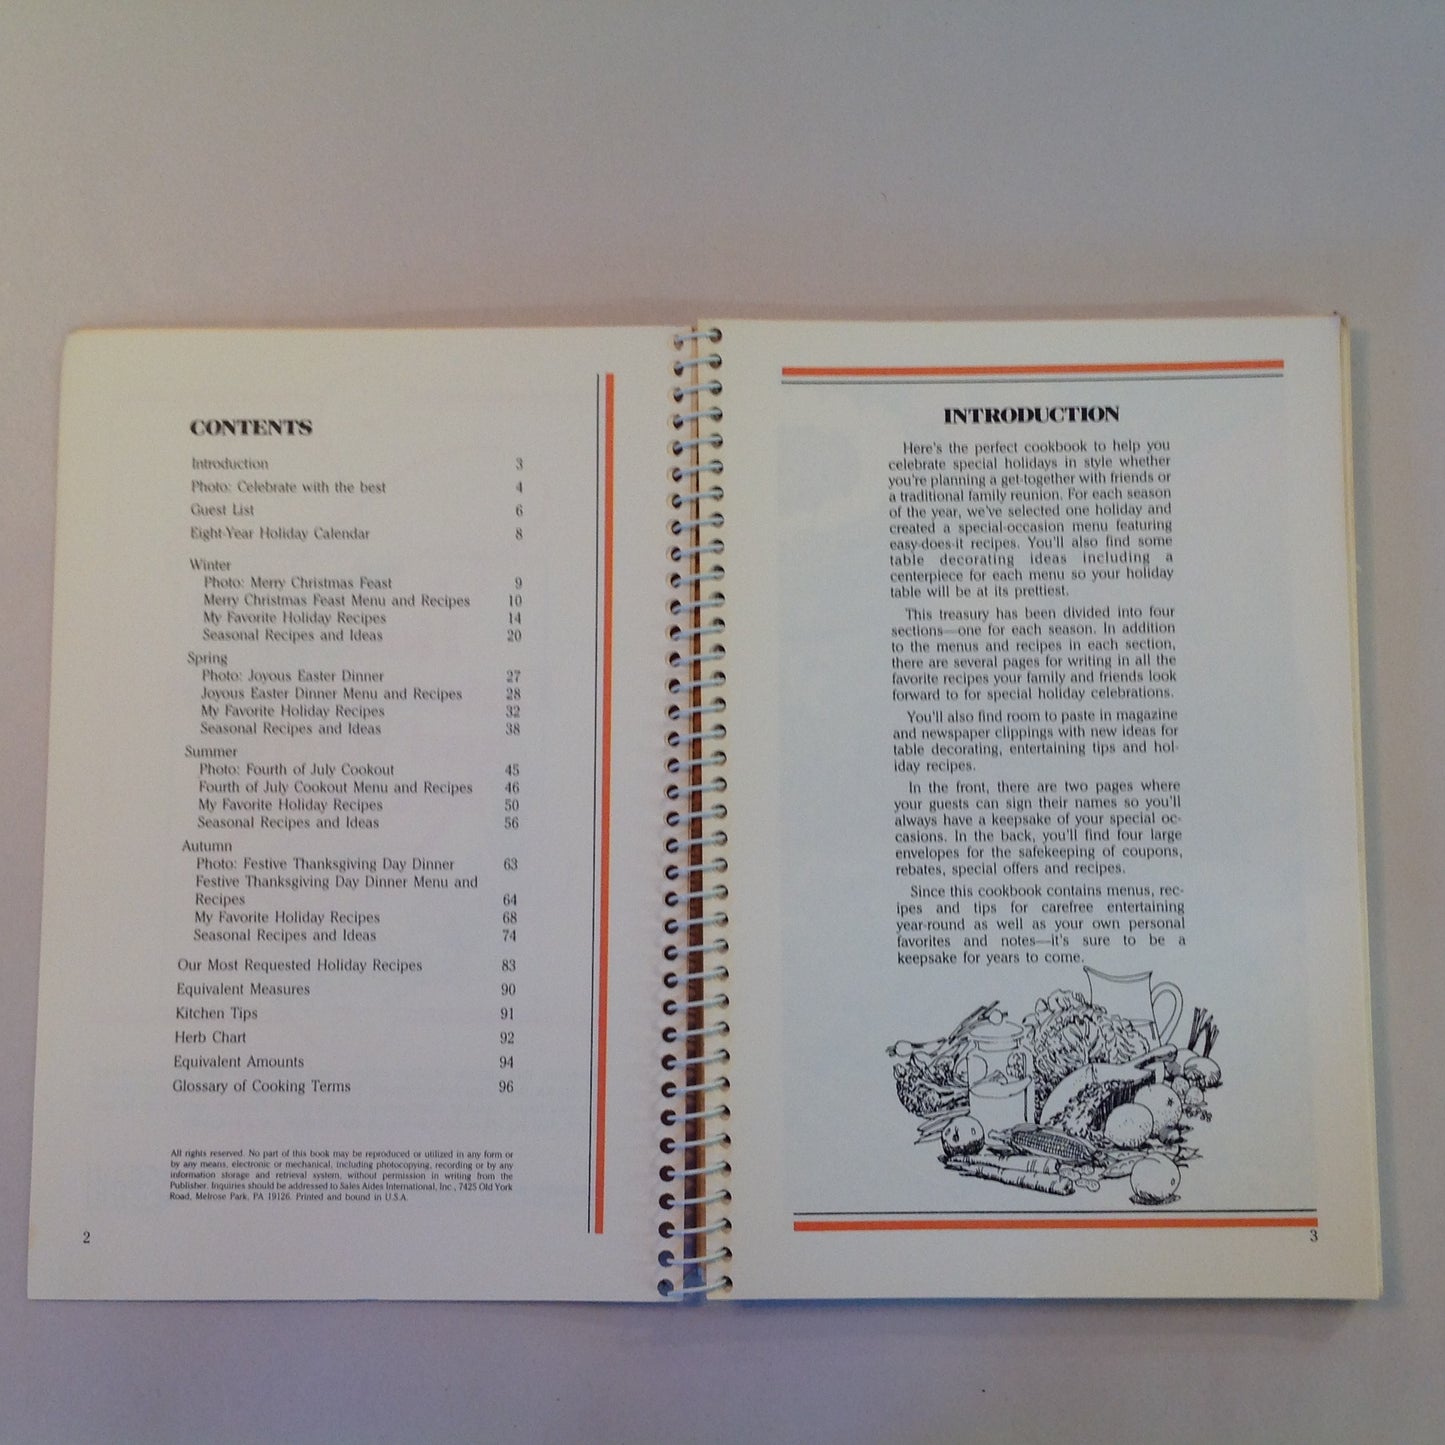 CONTENTS
Introduction 3
Photo: Celebrate with the best 4
Guest List 6
Eight-Year Holiday Calendar 8
Winter
Photo: Merry Christmas Feast 9
Merry Christmas Feast Menu and Recipes 10
My Favorite Holiday Recipes 14
Seasonal Recipes and Ideas 20
Spring
Photo: Joyous Easter Dinner 27
Joyous Easter Dinner Menu and Recipes 28
My Favorite Holiday Recipes 32
Seasonal Recipes and Ideas 38
Summer
Photo: Fourth of July Cookout 45
Fourth of July Cookout Menu and Recipes 46
My Favorite Holiday Recipes 50
Seasonal Recipes and Ideas 56
Autumn
Photo: Festive Thanksgiving Day Dinner 63
Festive Thanksgiving Day Dinner Menu and
Recipes 64
My Favorite Holiday Recipes 68
Seasonal Recipes and Ideas 74
Our Most Requested Holiday Recipes 83
Equivalent Measures 90
Kitchen Tips 91
Herb Chart 92
Equivalent Amounts 94
Glossary of Cooking Terms 96
All rights reserved. No part of this book may be reproduced or utilized in any form or
by any means, electronic or mechanical, including photocopying, recording or by any
information storage and retrieval system, without permission in writing from the
Publisher. Inquiries should be addressed to Sales Aides International, Inc., 7425 Old York
Road, Melrose Park, PA 19126. Printed and bound in U.S.A.
2
INTRODUCTION
Here's the perfect cookbook to help you
celebrate special holidays in style whether
you're planning a get-together with friends or
a traditional family reunion. For each season
of the year, we've selected one holiday and
created a special-occasion menu featuring
easy-does-it recipes. You'll also find some
table decorating ideas including a
centerpiece for each menu so your holiday
table will be at its prettiest.
This treasury has been divided into four
sections—one for each season. In addition
to the menus and recipes in each section,
there are several pages for writing in all the
favorite recipes your family and friends look
forward to for special holiday celebrations.
You'll also find room to paste in magazine
and newspaper clippings with new ideas for
table decorating, entertaining tips and hol-
iday recipes.
In the front, there are two pages where
your guests can sign their names so you'll
always have a keepsake of your special oc-
casions. In the back, you'll find four large
envelopes for the safekeeping of coupons,
rebates, special offers and recipes.
Since this cookbook contains menus, rec-
ipes and tips for carefree entertaining
year-round as well as your own personal
favorites and notes—it's sure to be a
keepsake for years to come.
3